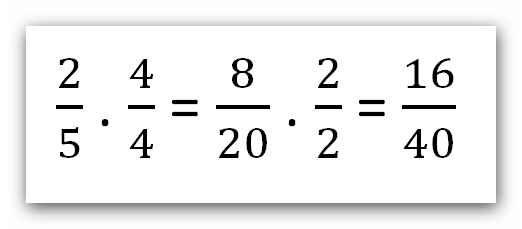 2/5 . 4/4 = 8/20 . 2/2 = 16/40